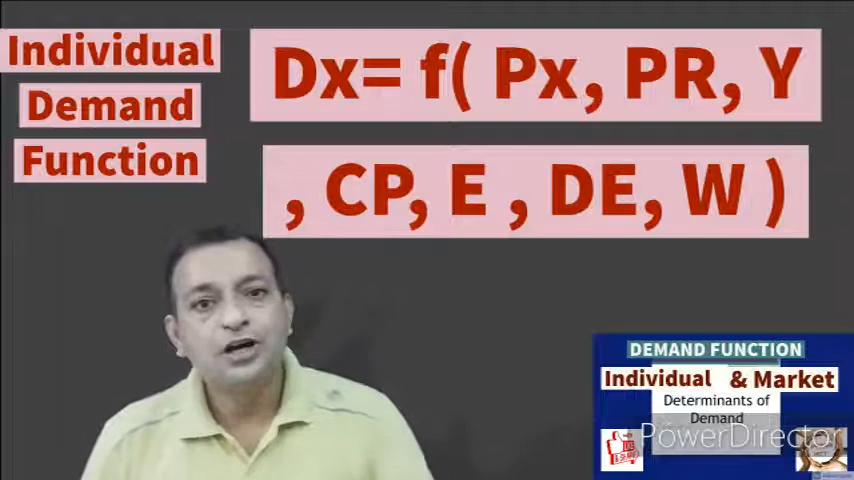 Individual
Demand
Function
Dx= f( Px, PR, Y
, CP, E , DE, W )
DEMAND FUNCTION
Individual & Market
Determinants of
Demand
PowerDirector